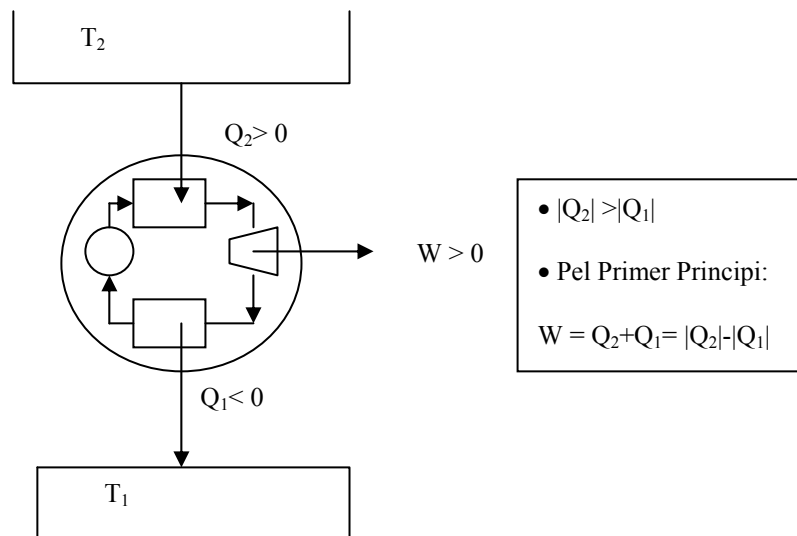 T₂
Q₂> 0
W > 0
Q₁< 0
T₁
• |Q₂| >|Q₁|
• Pel Primer Principi:
W = Q₂+Q₁= |Q₂|-|Q₁|